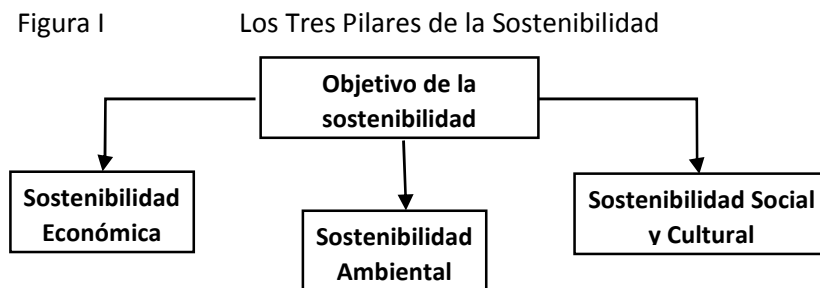 Figura I Los Tres Pilares de la Sostenibilidad
Objetivo de la
sostenibilidad
Sostenibilidad
Económica
Sostenibilidad
Ambiental
Sostenibilidad Social
y Cultural